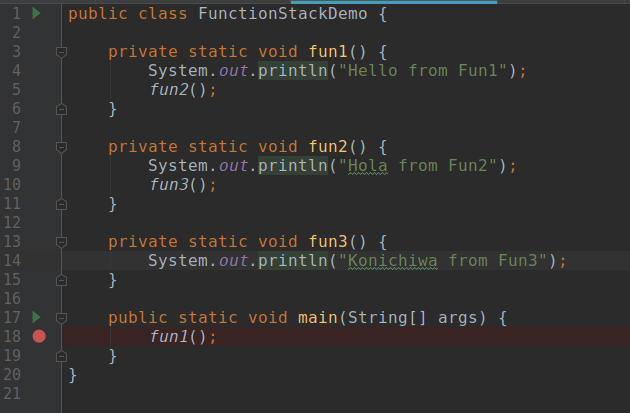 1 public class FunctionStackDemo {
2
3 private static void fun1() {
4 System.out.println("Hello from Fun1");
5 fun2();
6 }
7
8 private static void fun2() {
9 System.out.println("Hola from Fun2");
10 fun3();
11 }
12
13 private static void fun3() {
14 System.out.println("Konichiwa from Fun3");
15 }
16
17 public static void main(String[] args) {
18 fun1();
19 }
20 }
21